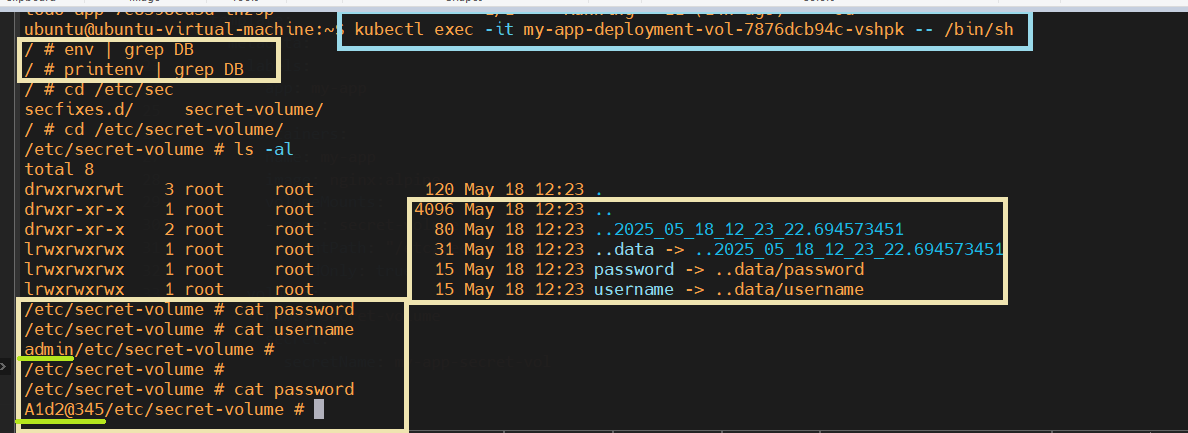 ubuntu@ubuntu-virtual-machine:~$ kubectl exec -it my-app-deployment-vol-7876dcb94c-vshpk -- /bin/sh
/ # env | grep DB
/ # printenv | grep DB
/ # cd /etc/sec
secfixes.d/     secret-volume/
/ # cd /etc/secret-volume/
/etc/secret-volume # ls -al
total 8
drwxrwxrwt    3 root     root           120 May 18 12:23 .
drwxr-xr-x    1 root     root          4096 May 18 12:23 ..
drwxr-xr-x    2 root     root            80 May 18 12:23 ..2025_05_18_12_23_22.694573451
lrwxrwxrwx    1 root     root            31 May 18 12:23 ..data -> ..2025_05_18_12_23_22.694573451
lrwxrwxrwx    1 root     root            15 May 18 12:23 password -> ..data/password
lrwxrwxrwx    1 root     root            15 May 18 12:23 username -> ..data/username
/etc/secret-volume # cat password
/etc/secret-volume # cat username
admin/etc/secret-volume #
/etc/secret-volume #
/etc/secret-volume # cat password
A1d2@345/etc/secret-volume #